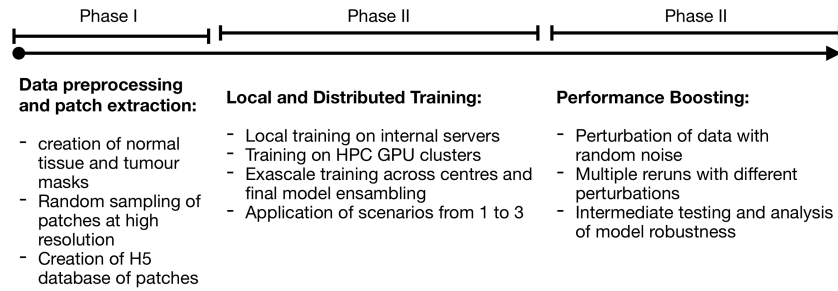 Phase I
Phase II
Phase II
Data preprocessing
and patch extraction:
- creation of normal
tissue and tumour
masks
- Random sampling of
patches at high
resolution
- Creation of H5
database of patches
Local and Distributed Training:
- Local training on internal servers
- Training on HPC GPU clusters
- Exascale training across centres and
final model ensambling
- Application of scenarios from 1 to 3
Performance Boosting:
- Perturbation of data with
random noise
- Multiple reruns with different
perturbations
- Intermediate testing and analysis
of model robustness